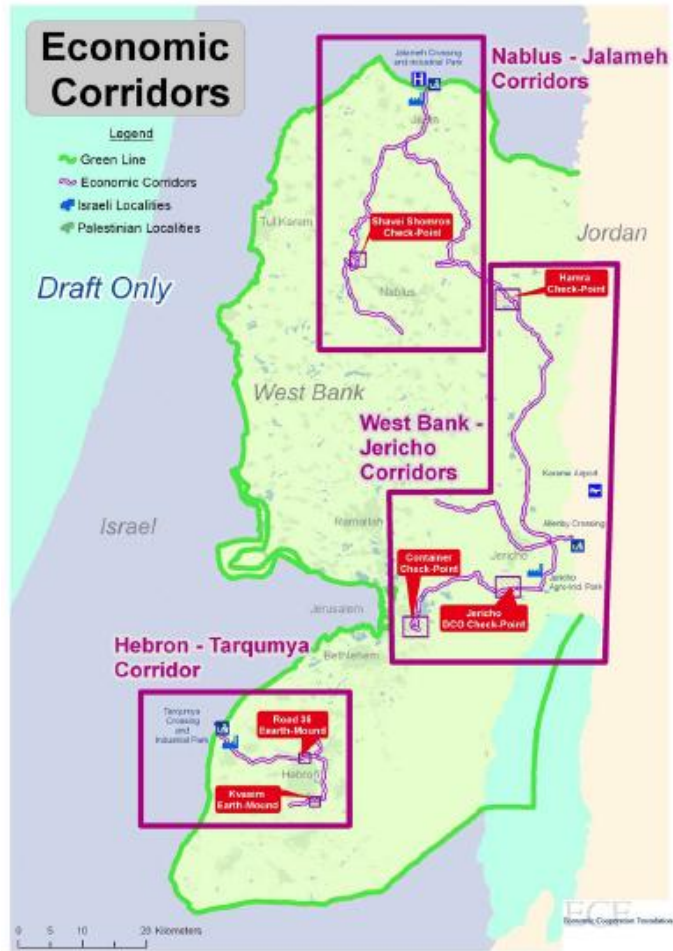 Economic
Corridors
Legend
Green Line
Economic Corridors
Israeli Localities
Palestinian Localities
Draft Only
Jalameh Crossing
and Industrial Park
H
Jenin
Nablus - Jalameh
Corridors
Tul Karem
Shavei Shomron
Check-Point
Jordan
Nablus
Hamra
Check-Point
West Bank
West Bank -
Jericho
Corridors
Karame Airport
Israel
Ramallah
Allenby Crossing
Container
Check-Point
Jericho
Jericho
Agro-Ind. Park
Jericho
DCO Check-Point
Jerusalem
Hebron - Tarqumya
Corridor
Bethlehem
Tarqumya
Crossing
and
Industrial Park
Road 35
Eearth-Mound
Hebron
Kvasim
Earth-Mound
ECF
Economic Cooperation Foundation
0 5 10 20 Kilometers